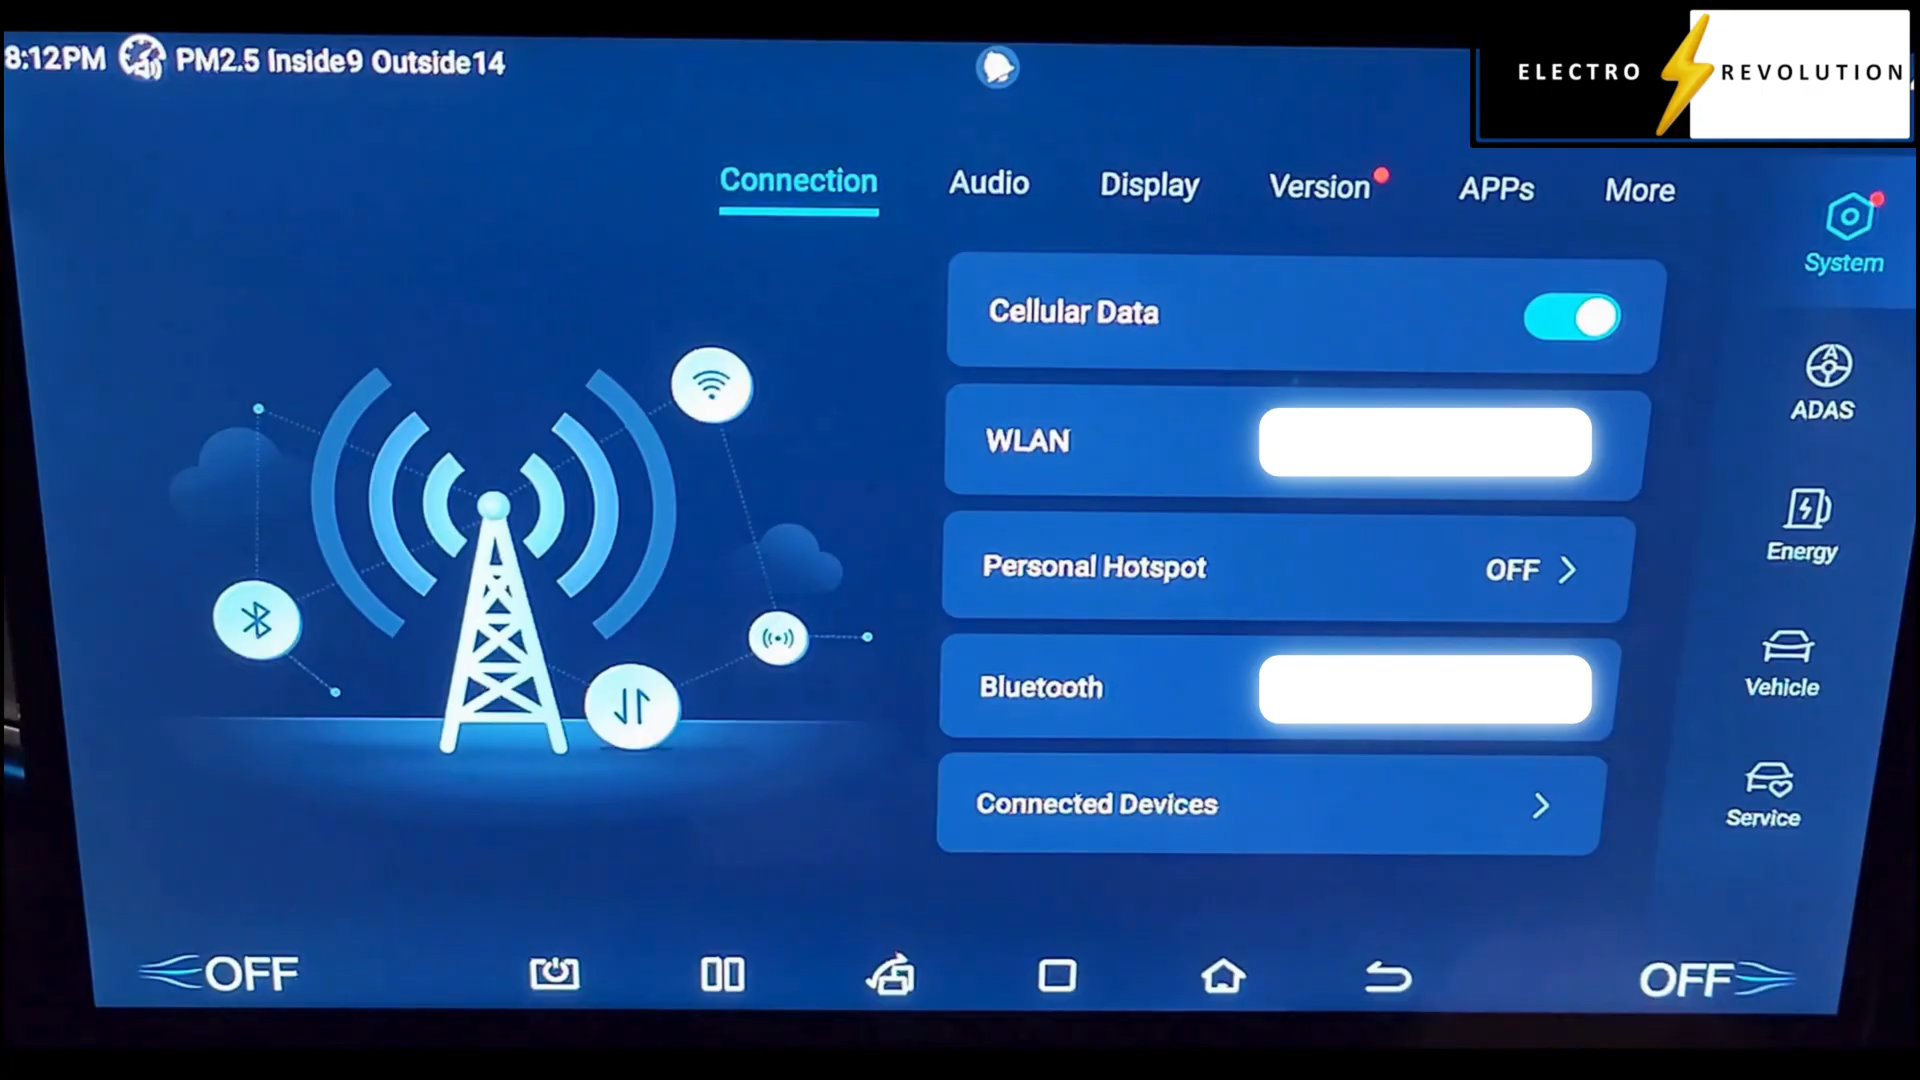 8:12PM PM2.5 Inside9 Outside14
ELECTRO REVOLUTION
Connection Audio Display Version APPs More
System
Cellular Data
ADAS
WLAN
Energy
Personal Hotspot OFF
Vehicle
Bluetooth
Service
Connected Devices
OFF OFF